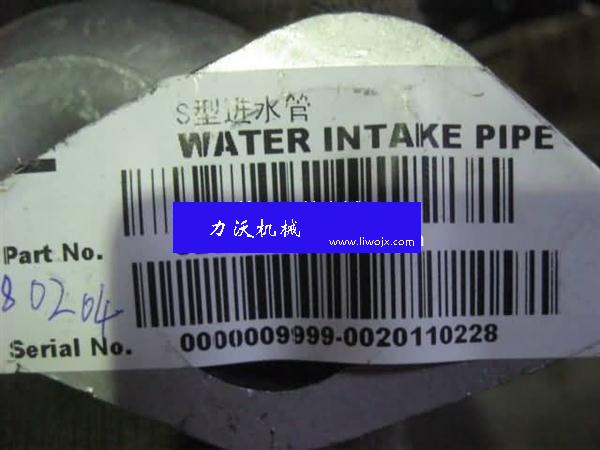 S型进水管
WATER INTAKE PIPE
力沃机械
www.liwojx.com
Part No.
80204
Serial No.
0000009999-0020110228